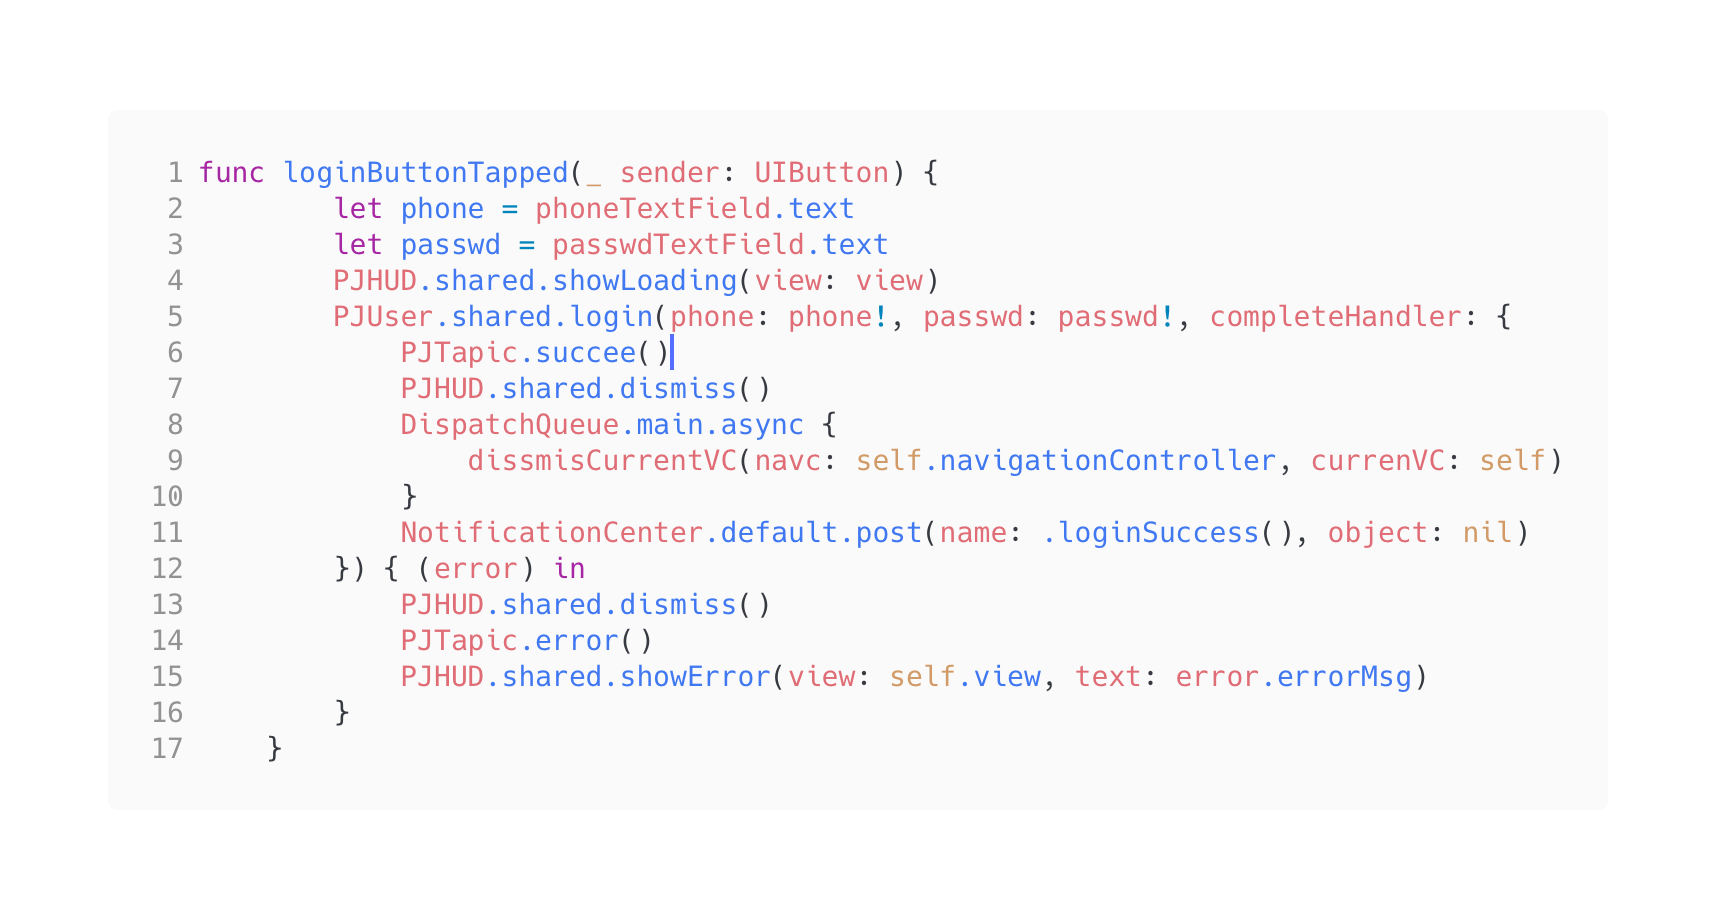 1 func loginButtonTapped(_ sender: UIButton) {
2         let phone = phoneTextField.text
3         let passwd = passwdTextField.text
4         PJHUD.shared.showLoading(view: view)
5         PJUser.shared.login(phone: phone!, passwd: passwd!, completeHandler: {
6             PJTapic.succee()
7             PJHUD.shared.dismiss()
8             DispatchQueue.main.async {
9                 dissmisCurrentVC(navc: self.navigationController, currenVC: self)
10             }
11             NotificationCenter.default.post(name: .loginSuccess(), object: nil)
12         }) { (error) in
13             PJHUD.shared.dismiss()
14             PJTapic.error()
15             PJHUD.shared.showError(view: self.view, text: error.errorMsg)
16         }
17     }